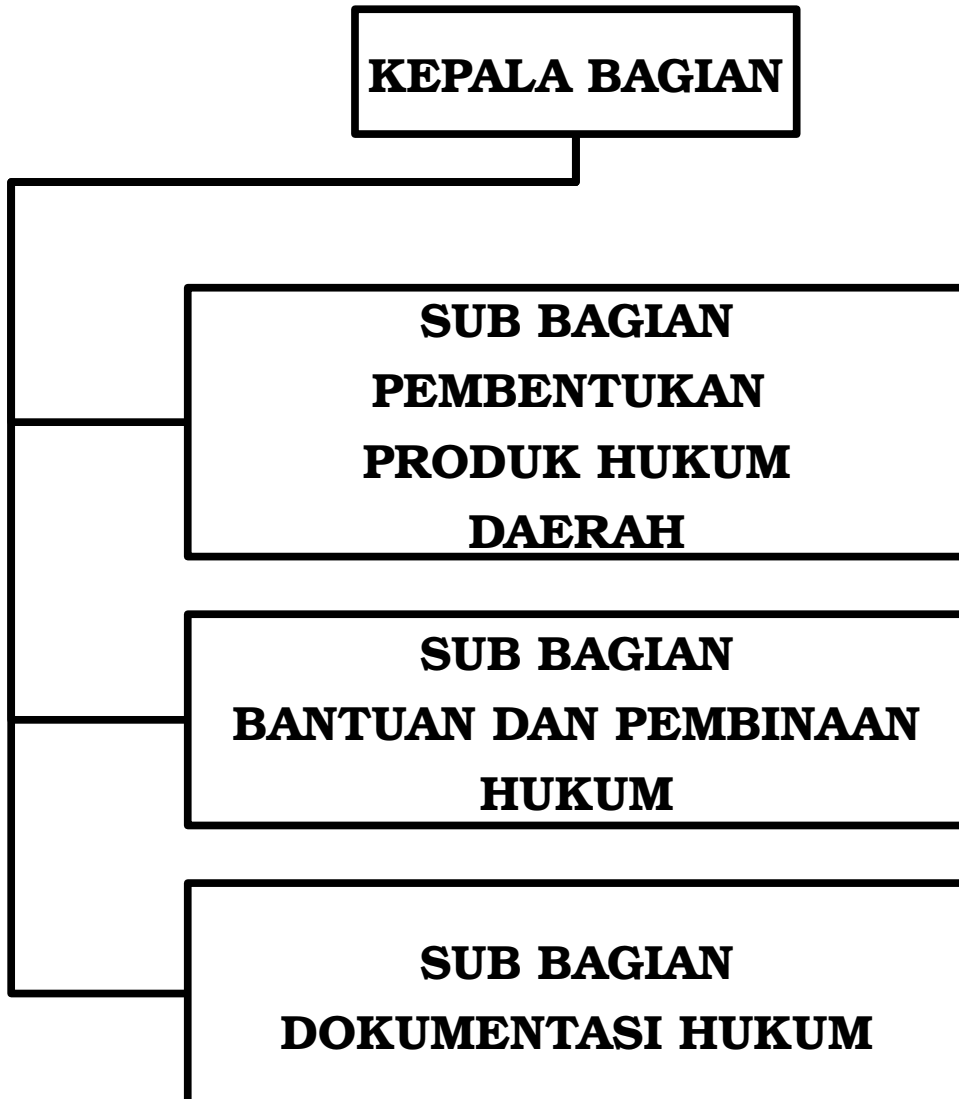 KEPALA BAGIAN
SUB BAGIAN
PEMBENTUKAN
PRODUK HUKUM
DAERAH
SUB BAGIAN
BANTUAN DAN PEMBINAAN
HUKUM
SUB BAGIAN
DOKUMENTASI HUKUM